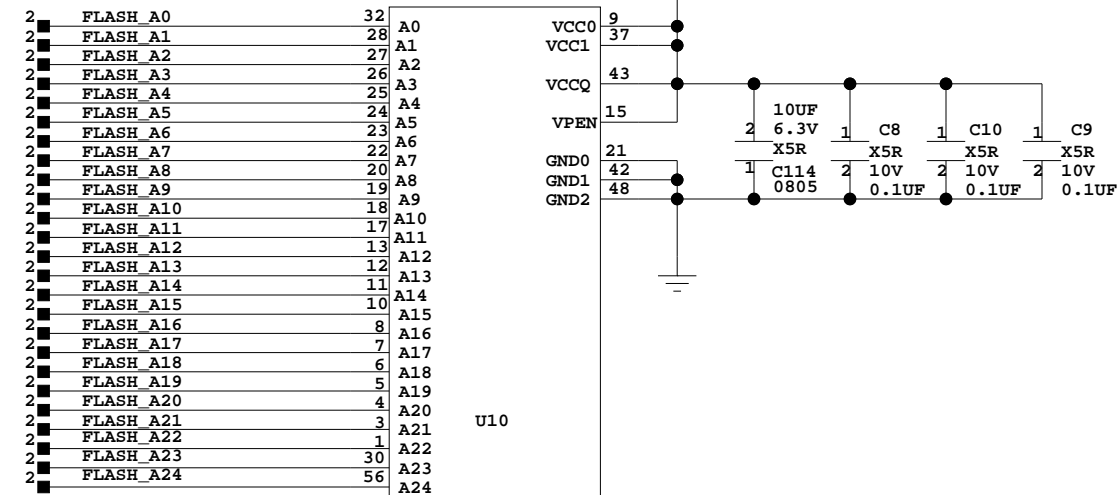 2 FLASH_A0 32 A0
2 FLASH_A1 28 A1
2 FLASH_A2 27 A2
2 FLASH_A3 26 A3
2 FLASH_A4 25 A4
2 FLASH_A5 24 A5
2 FLASH_A6 23 A6
2 FLASH_A7 22 A7
2 FLASH_A8 20 A8
2 FLASH_A9 19 A9
2 FLASH_A10 18 A10
2 FLASH_A11 17 A11
2 FLASH_A12 13 A12
2 FLASH_A13 12 A13
2 FLASH_A14 11 A14
2 FLASH_A15 10 A15
2 FLASH_A16 8 A16
2 FLASH_A17 7 A17
2 FLASH_A18 6 A18
2 FLASH_A19 5 A19
2 FLASH_A20 4 A20
2 FLASH_A21 3 A21
2 FLASH_A22 1 A22
2 FLASH_A23 30 A23
2 FLASH_A24 56 A24
U10
VCC0 9
VCC1 37
VCCQ 43
VPEN 15
GND0 21
GND1 42
GND2 48
10UF
2 6.3V
X5R
1 C114
0805
1 C8
X5R
2 10V
0.1UF
1 C10
X5R
2 10V
0.1UF
1 C9
X5R
2 10V
0.1UF